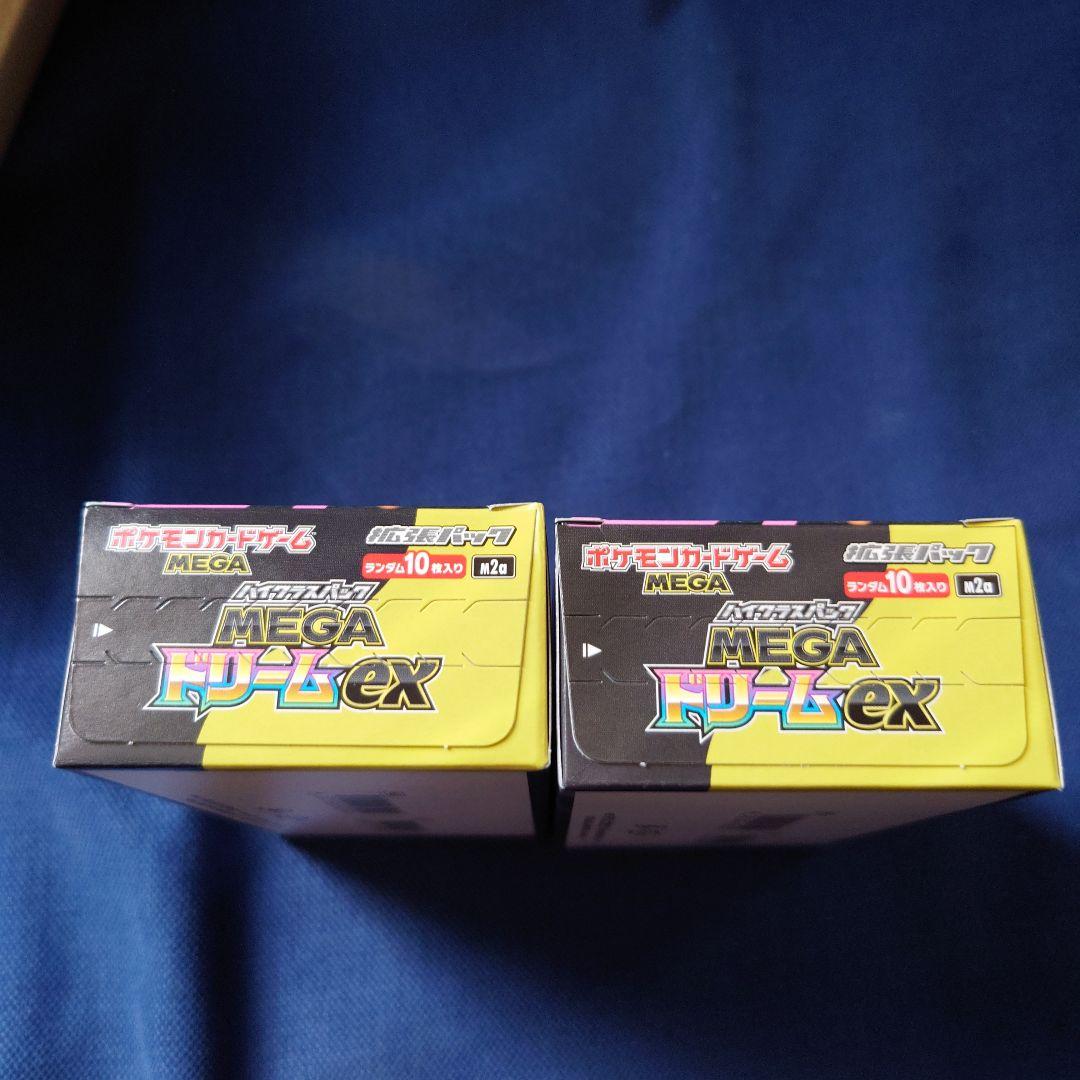 ポケモンカードゲーム
MEGA
拡張パック
ランダム10枚入り M2a
ハイクラスパック
MEGA
ドリームex
ポケモンカードゲーム
MEGA
拡張パック
ランダム10枚入り M2a
ハイクラスパック
MEGA
ドリームex